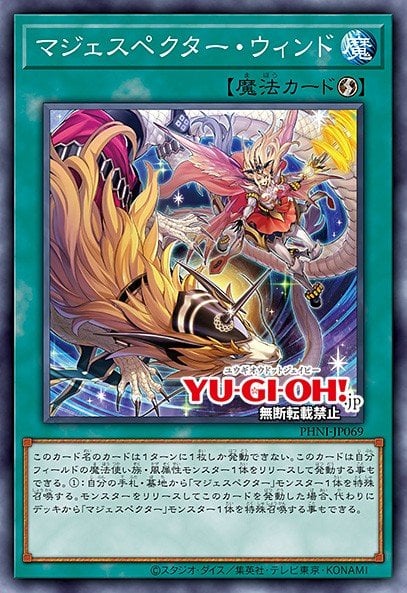 マジェスペクター・ウィンド 魔
【魔法カード】
ユウギオウドットジェイピー
YU-GI-OH!.jp
無断転載禁止
PHNI-JP069
このカード名のカードは1ターンに1枚しか発動できない。このカードは自分
フィールドの魔法使い族・風属性モンスター1体をリリースして発動する事も
できる。①:自分の手札・墓地から「マジェスペクター」モンスター1体を特殊
召喚する。モンスターをリリースしてこのカードを発動した場合、代わりに
デッキから「マジェスペクター」モンスター1体を特殊召喚する事もできる。
©スタジオ・ダイス/集英社・テレビ東京・KONAMI